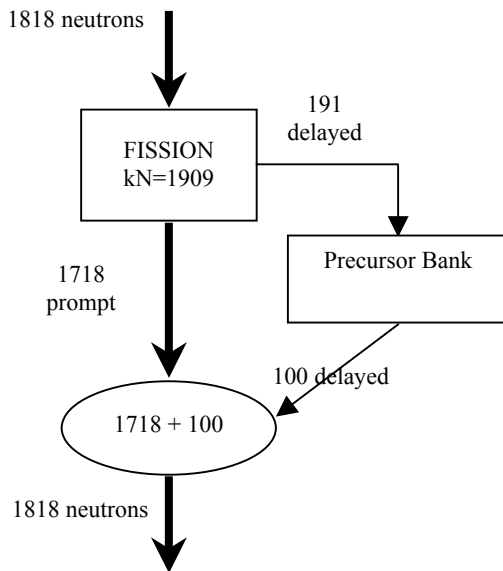 1818 neutrons
191
delayed
FISSION
kN=1909
Precursor Bank
1718
prompt
100 delayed
1718 + 100
1818 neutrons